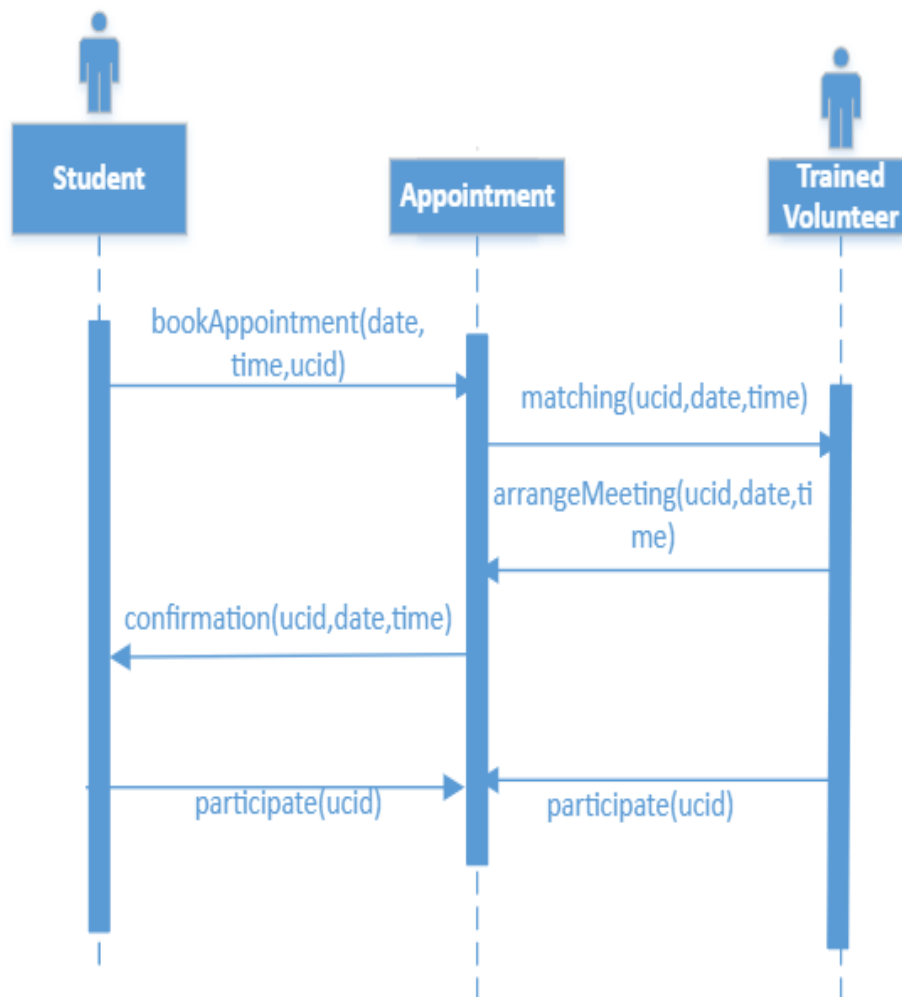 Student
Appointment
Trained
Volunteer
bookAppointment(date,
time,ucid)
matching(ucid,date,time)
arrangeMeeting(ucid,date,ti
me)
confirmation(ucid,date,time)
participate(ucid)
participate(ucid)